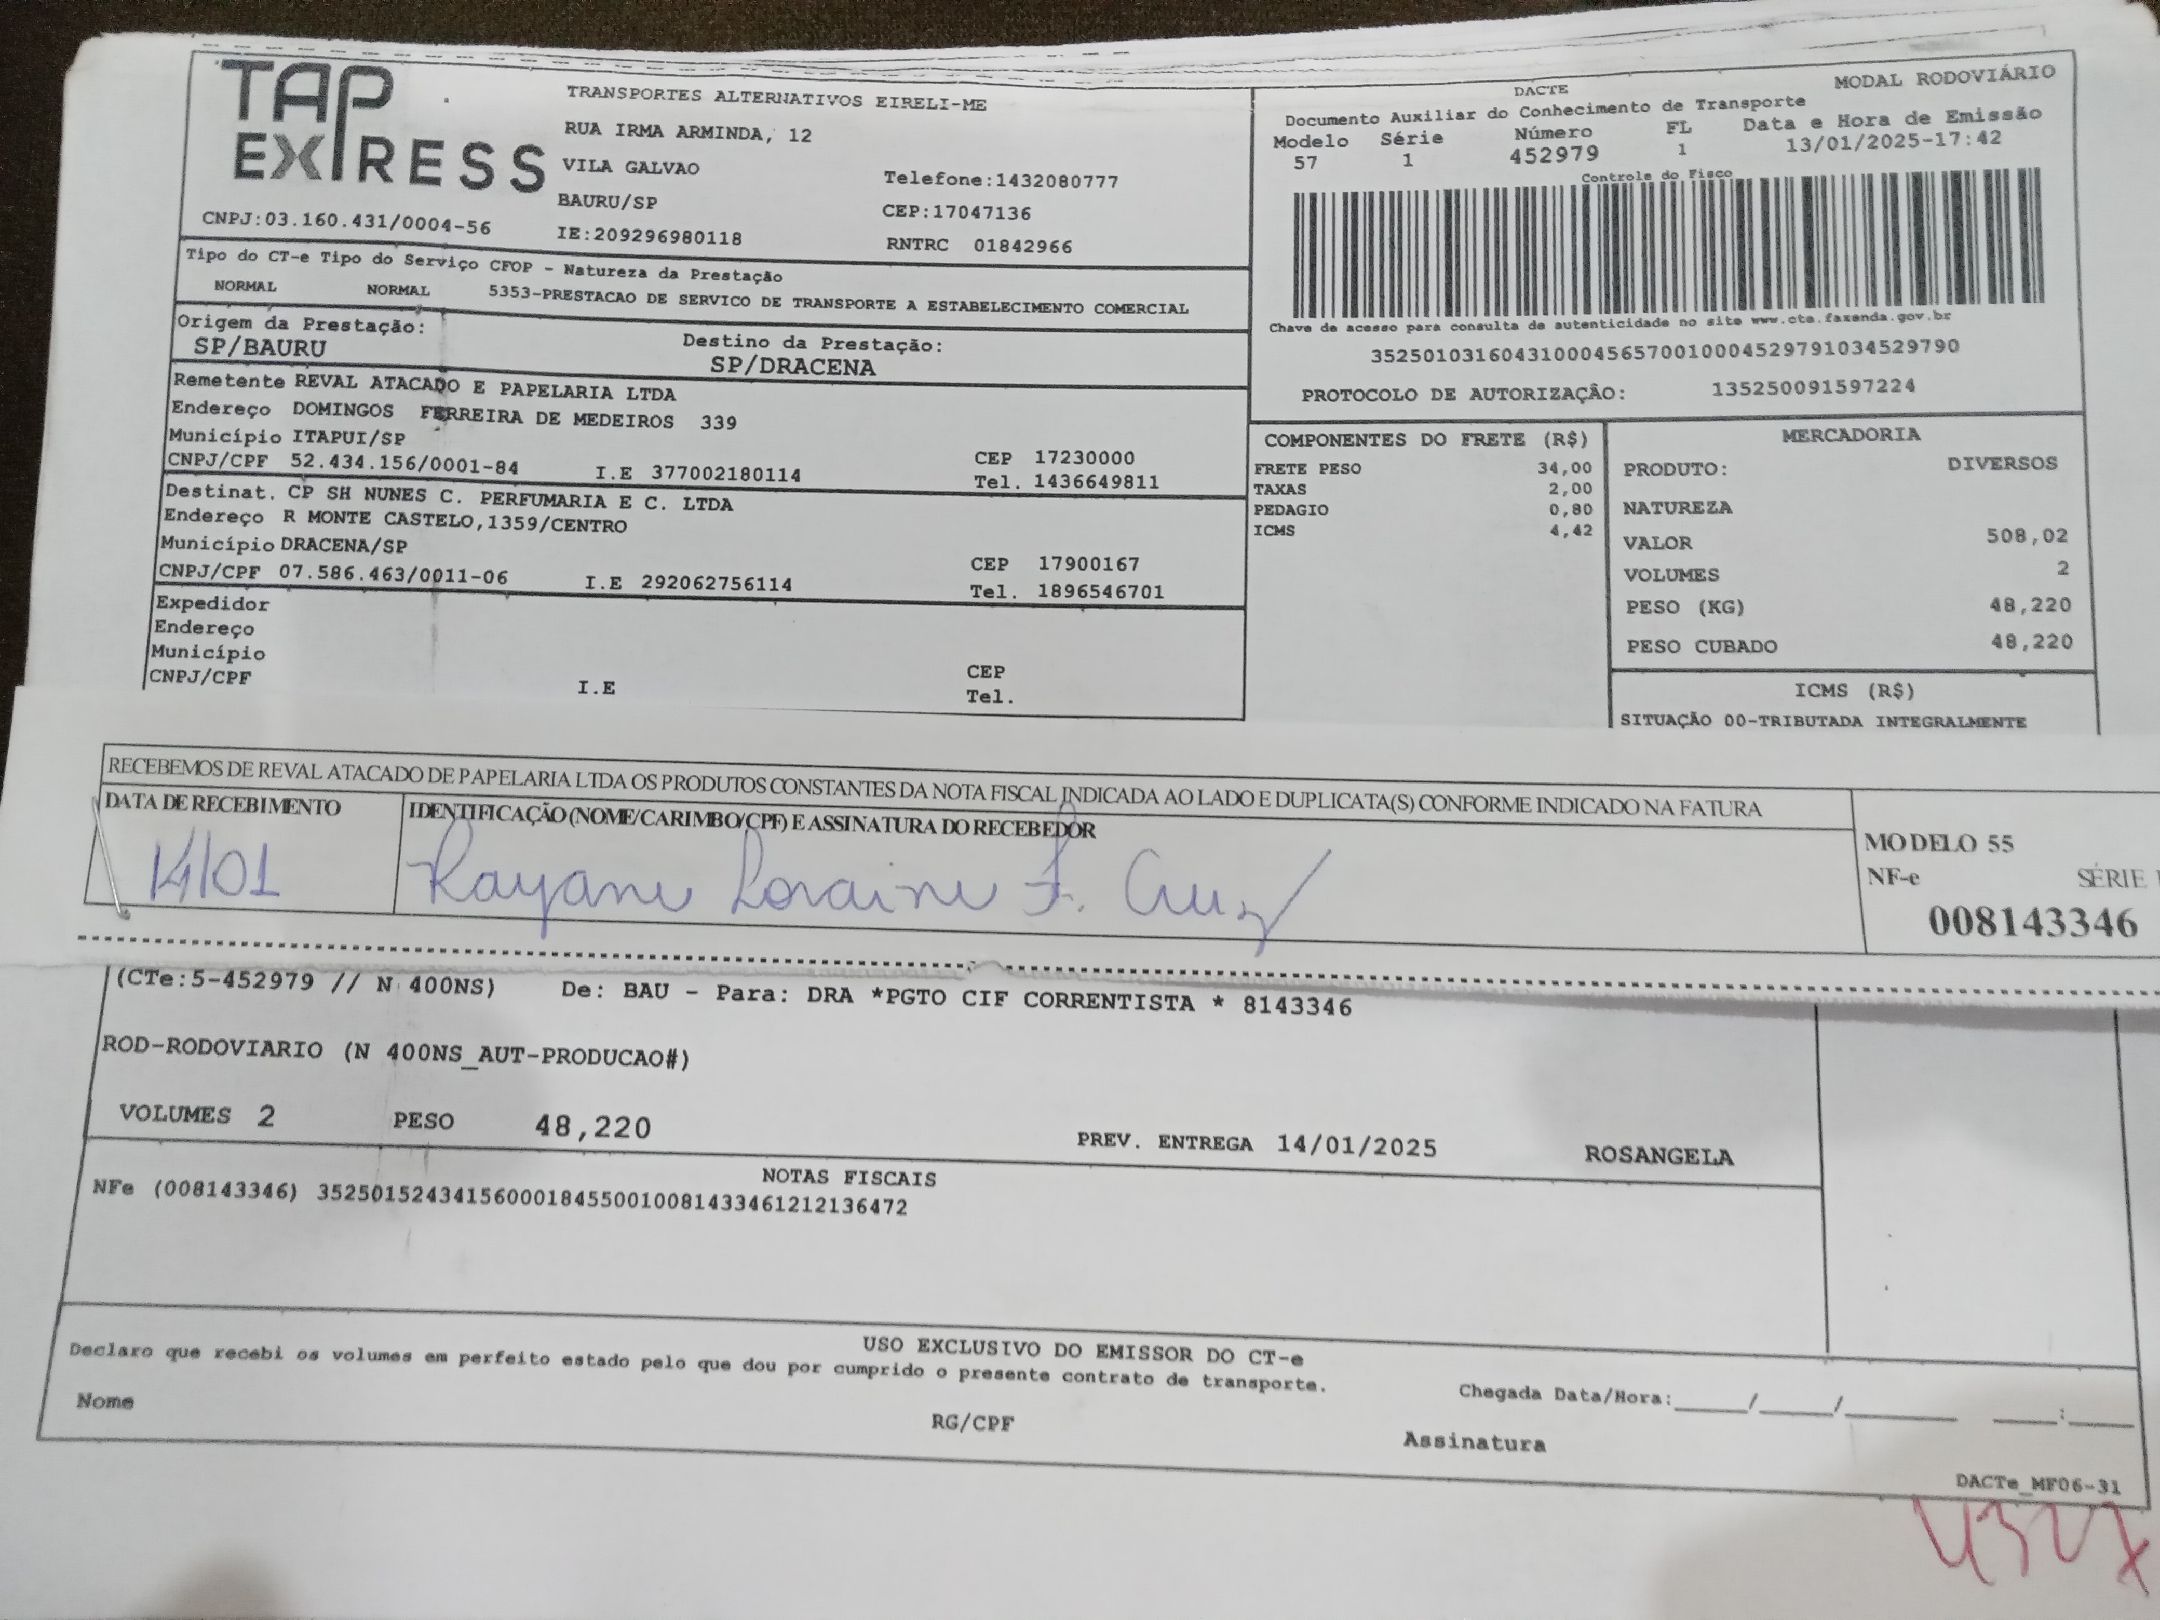 TAP EXPRESS
TRANSPORTES ALTERNATIVOS EIRELI-ME
RUA IRMA ARMINDA, 12
VILA GALVAO
Telefone:1432080777
BAURU/SP
CEP:17047136
CNPJ:03.160.431/0004-56
IE:209296980118
RNTRC 01842966
DACTE
MODAL RODOVIÁRIO
Documento Auxiliar do Conhecimento de Transporte
Modelo Série Número FL Data e Hora de Emissão
57 1 452979 1 13/01/2025-17:42
Controle do Fisco
Chave de acesso para consulta de autenticidade no site www.cte.fazenda.gov.br
35250103160431000456570010004529791034529790
PROTOCOLO DE AUTORIZAÇÂO: 135250091597224
Tipo do CT-e Tipo do Serviço CFOP - Natureza da Prestação
NORMAL NORMAL 5353-PRESTACAO DE SERVICO DE TRANSPORTE A ESTABELECIMENTO COMERCIAL
Origem da Prestação:
SP/BAURU
Destino da Prestação:
SP/DRACENA
Remetente REVAL ATACADO E PAPELARIA LTDA
Endereço DOMINGOS FERREIRA DE MEDEIROS 339
Município ITAPUI/SP
CEP 17230000
CNPJ/CPF 52.434.156/0001-84 I.E 377002180114 Tel. 1436649811
Destinat. CP SH NUNES C. PERFUMARIA E C. LTDA
Endereço R MONTE CASTELO,1359/CENTRO
Município DRACENA/SP
CEP 17900167
CNPJ/CPF 07.586.463/0011-06 I.E 292062756114 Tel. 1896546701
Expedidor
Endereço
Município
CEP
CNPJ/CPF I.E Tel.
COMPONENTES DO FRETE (R$)
FRETE PESO 34,00
TAXAS 2,00
PEDAGIO 0,80
ICMS 4,42
MERCADORIA
PRODUTO: DIVERSOS
NATUREZA
VALOR 508,02
VOLUMES 2
PESO (KG) 48,220
PESO CUBADO 48,220
ICMS (R$)
SITUAÇÃO 00-TRIBUTADA INTEGRALMENTE
RECEBEMOS DE REVAL ATACADO DE PAPELARIA LTDA OS PRODUTOS CONSTANTES DA NOTA FISCAL INDICADA AO LADO E DUPLICATA(S) CONFORME INDICADO NA FATURA
DATA DE RECEBIMENTO
IDENTIFICAÇÃO (NOME/CARIMBO/CPF) E ASSINATURA DO RECEBEDOR
14/01
Rayane Loraine F. Cruz
MODELO 55
NF-e SÉRIE
008143346
(CTe:5-452979 // N 400NS) De: BAU - Para: DRA *PGTO CIF CORRENTISTA * 8143346
ROD-RODOVIARIO (N 400NS_AUT-PRODUCAO#)
VOLUMES 2 PESO 48,220 PREV. ENTREGA 14/01/2025 ROSANGELA
NOTAS FISCAIS
NFe (008143346) 35250152434156000184550010081433461212136472
USO EXCLUSIVO DO EMISSOR DO CT-e
Declaro que recebi os volumes em perfeito estado pelo que dou por cumprido o presente contrato de transporte.
Chegada Data/Hora:_____/_____/________ ____:____
Nome RG/CPF Assinatura
DACTe_MF06-31